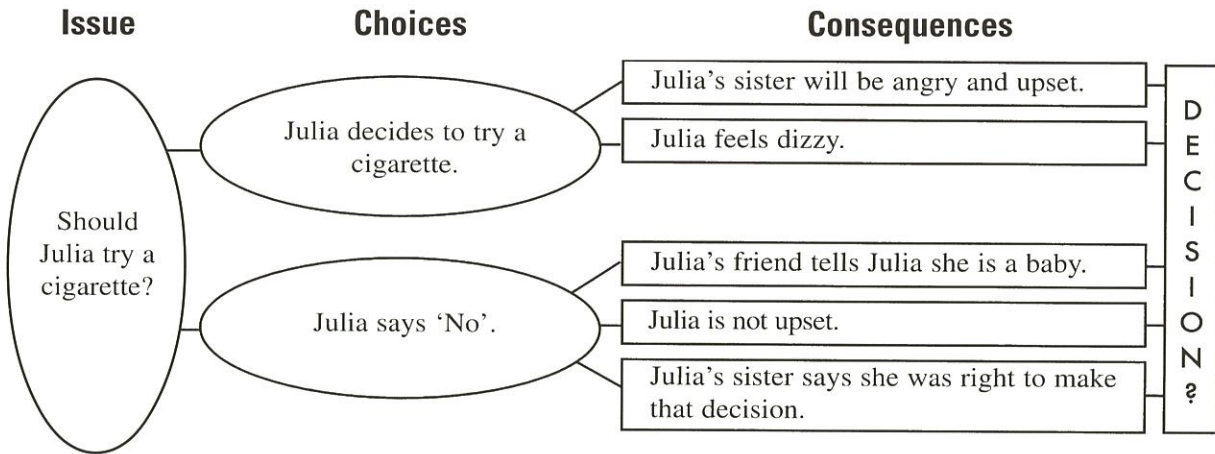 Issue
Choices
Consequences
Should
Julia try a
cigarette?
Julia decides to try a
cigarette.
Julia says ‘No’.
Julia’s sister will be angry and upset.
Julia feels dizzy.
Julia’s friend tells Julia she is a baby.
Julia is not upset.
Julia’s sister says she was right to make
that decision.
D
E
C
I
S
I
O
N
?